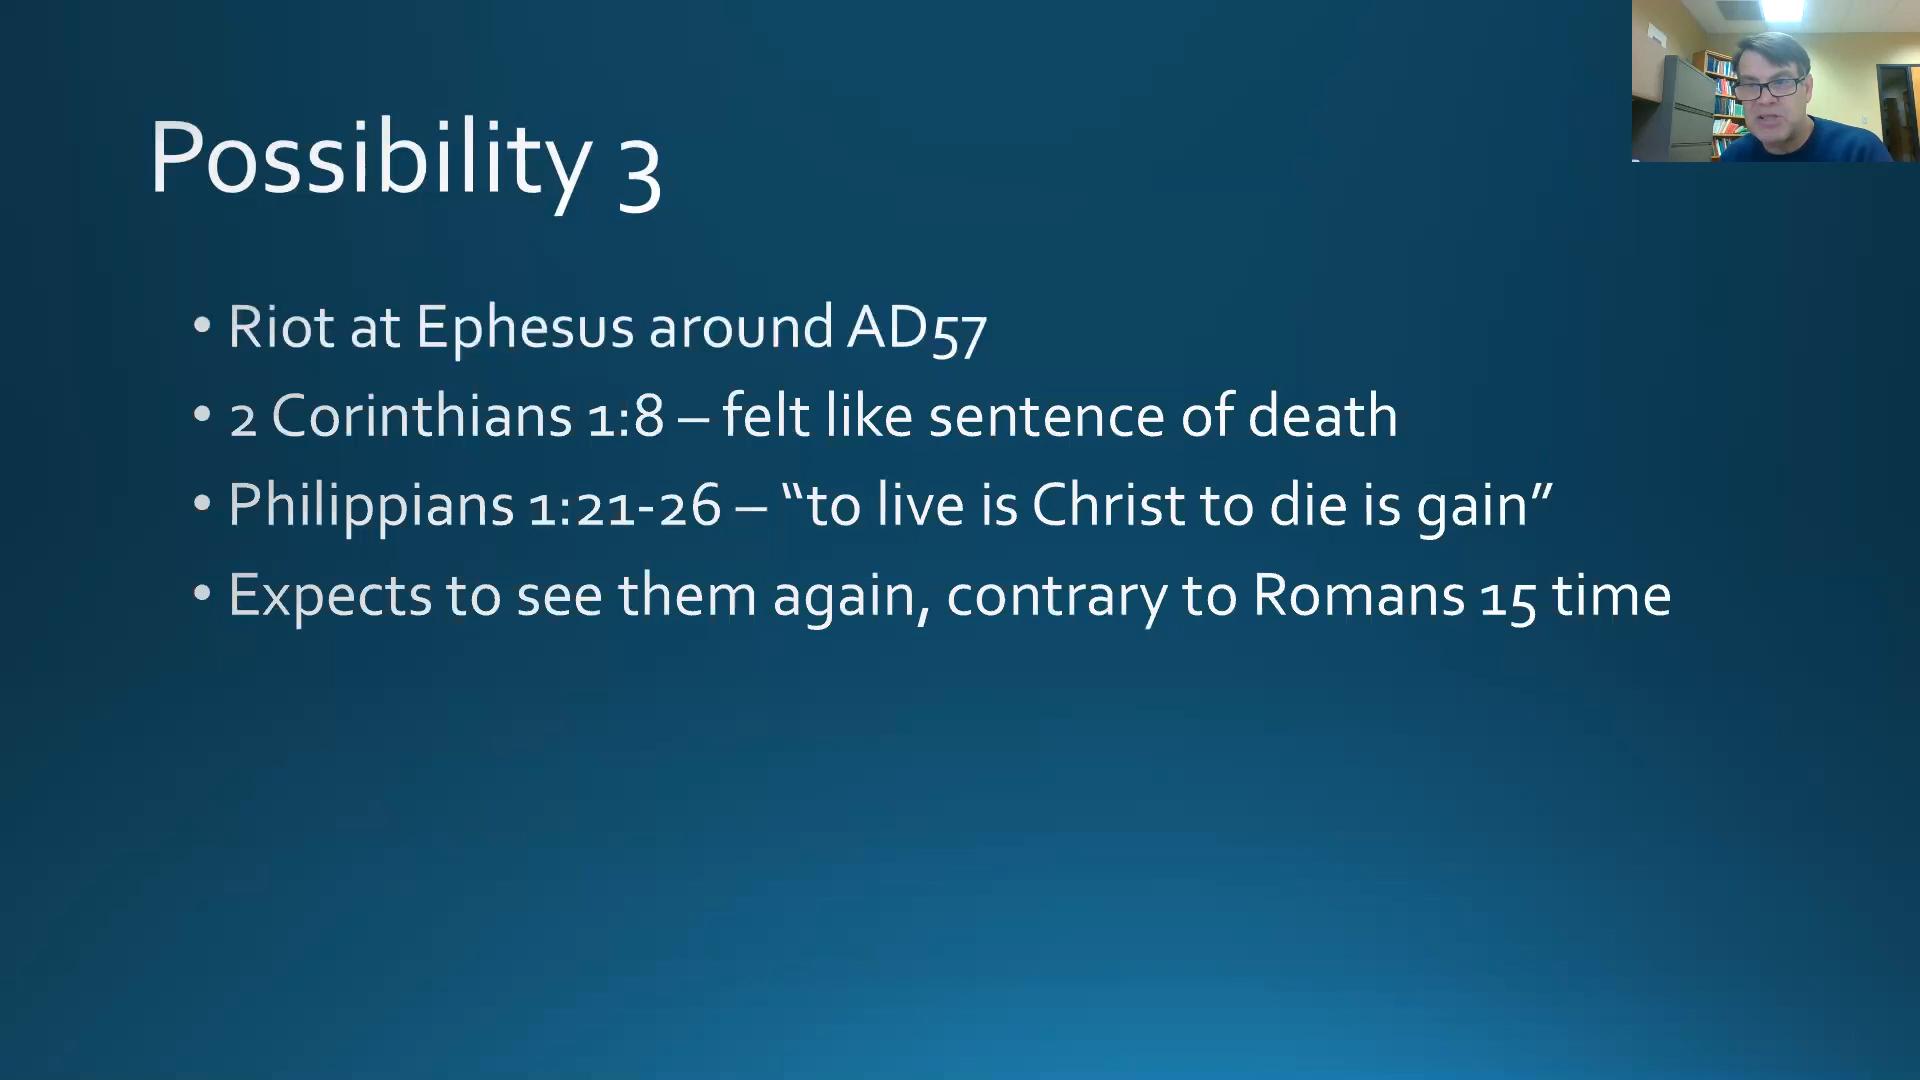 Possibility 3
• Riot at Ephesus around AD57
• 2 Corinthians 1:8 – felt like sentence of death
• Philippians 1:21-26 – “to live is Christ to die is gain”
• Expects to see them again, contrary to Romans 15 time